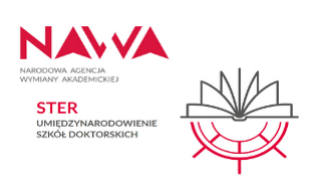 NAWA
NARODOWA AGENCJA
WYMIANY AKADEMICKIEJ
STER
UMIĘDZYNARODOWIENIE
SZKÓŁ DOKTORSKICH